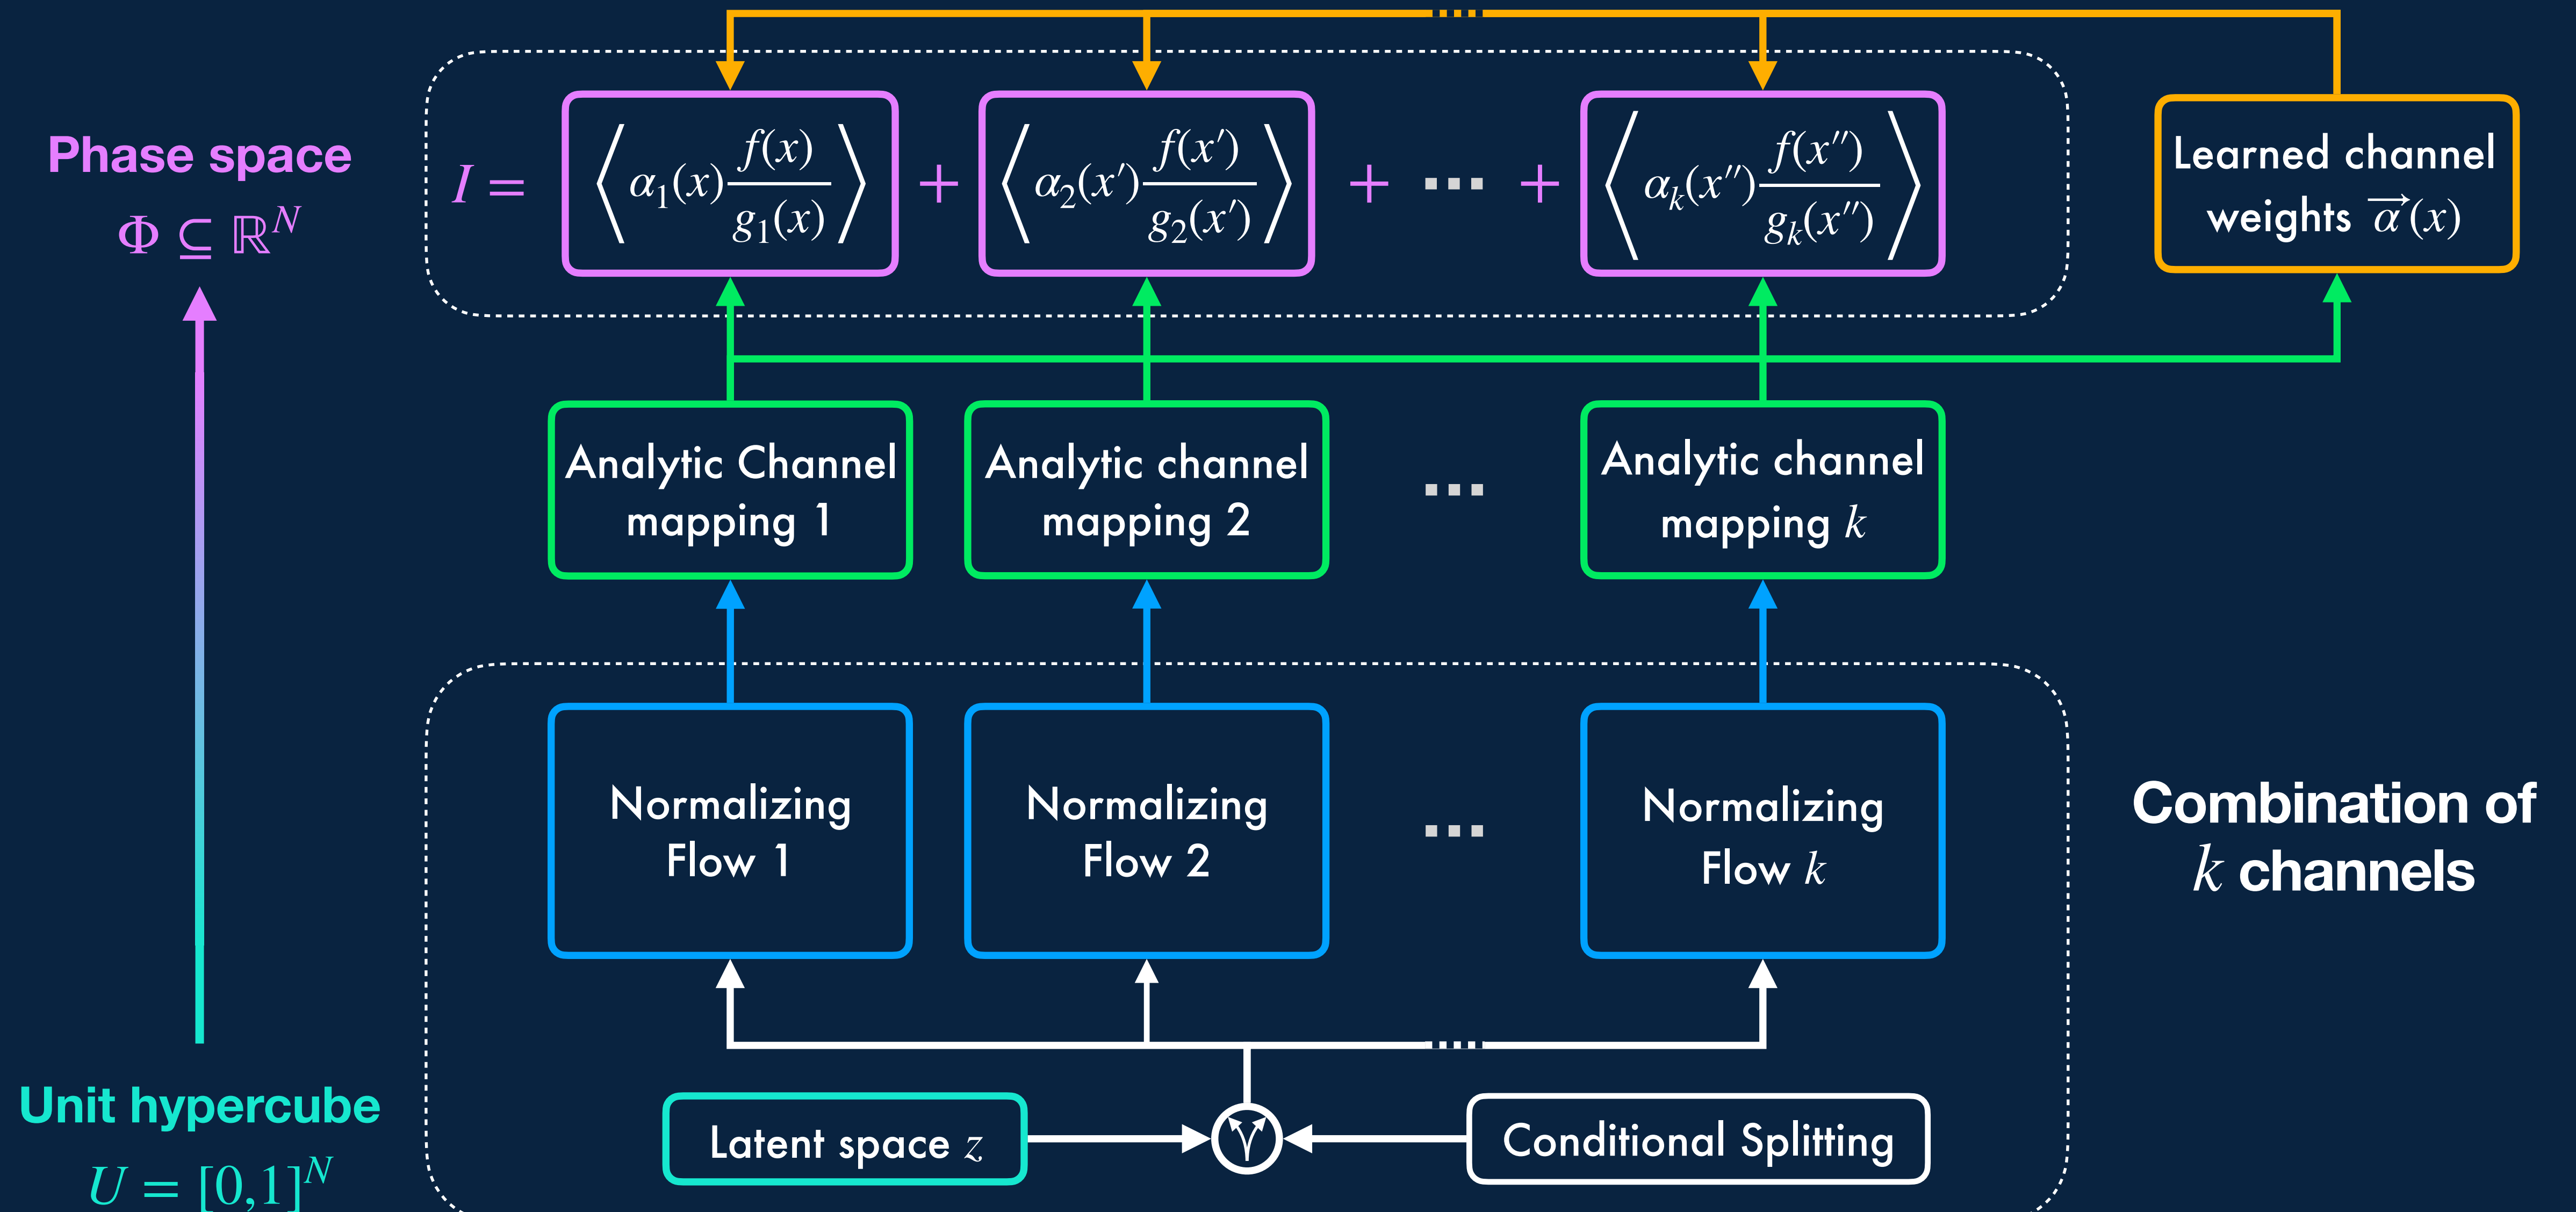 Phase space
Φ ⊆ ℝ^N
I = ⟨α₁(x) f(x)/g₁(x)⟩ + ⟨α₂(x′) f(x′)/g₂(x′)⟩ + ... + ⟨αₖ(x″) f(x″)/gₖ(x″)⟩
Learned channel
weights α⃗(x)
Analytic Channel
mapping 1
Analytic channel
mapping 2
...
Analytic channel
mapping k
Normalizing
Flow 1
Normalizing
Flow 2
...
Normalizing
Flow k
Combination of
k channels
Unit hypercube
U = [0,1]^N
Latent space z
Conditional Splitting